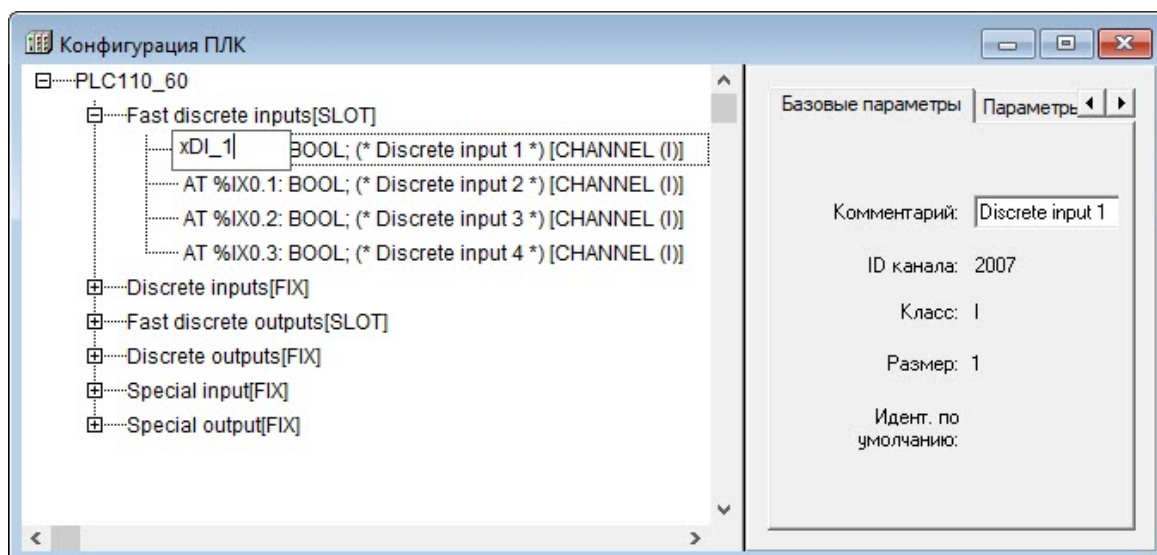 Конфигурация ПЛК
PLC110_60
Fast discrete inputs[SLOT]
xDI_1 BOOL; (* Discrete input 1 *) [CHANNEL (I)]
AT %IX0.1: BOOL; (* Discrete input 2 *) [CHANNEL (I)]
AT %IX0.2: BOOL; (* Discrete input 3 *) [CHANNEL (I)]
AT %IX0.3: BOOL; (* Discrete input 4 *) [CHANNEL (I)]
Discrete inputs[FIX]
Fast discrete outputs[SLOT]
Discrete outputs[FIX]
Special input[FIX]
Special output[FIX]
Базовые параметры Параметры
Комментарий: Discrete input 1
ID канала: 2007
Класс: I
Размер: 1
Идент. по
умолчанию: